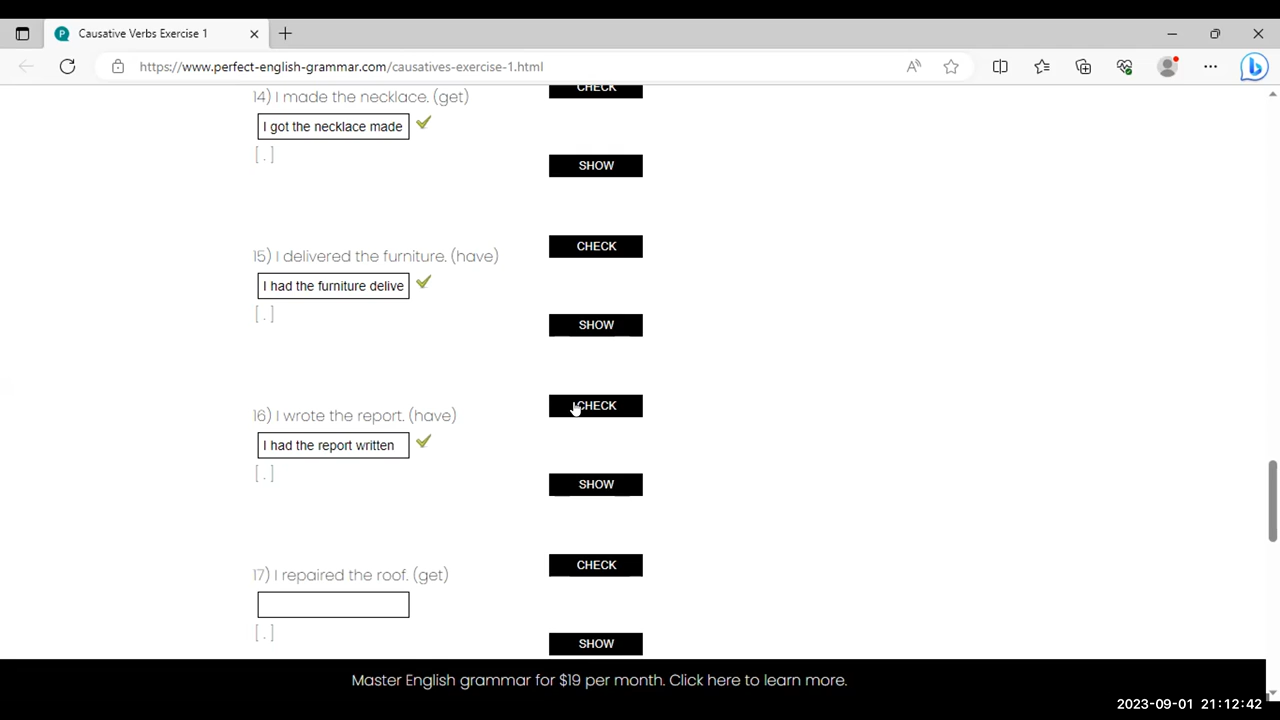 Causative Verbs Exercise 1
https://www.perfect-english-grammar.com/causatives-exercise-1.html
CHECK
14) I made the necklace. (get)
I got the necklace made
[ . ]
SHOW
CHECK
15) I delivered the furniture. (have)
I had the furniture delive
[ . ]
SHOW
CHECK
16) I wrote the report. (have)
I had the report written
[ . ]
SHOW
CHECK
17) I repaired the roof. (get)
[ . ]
SHOW
Master English grammar for $19 per month. Click here to learn more.
2023-09-01 21:12:42